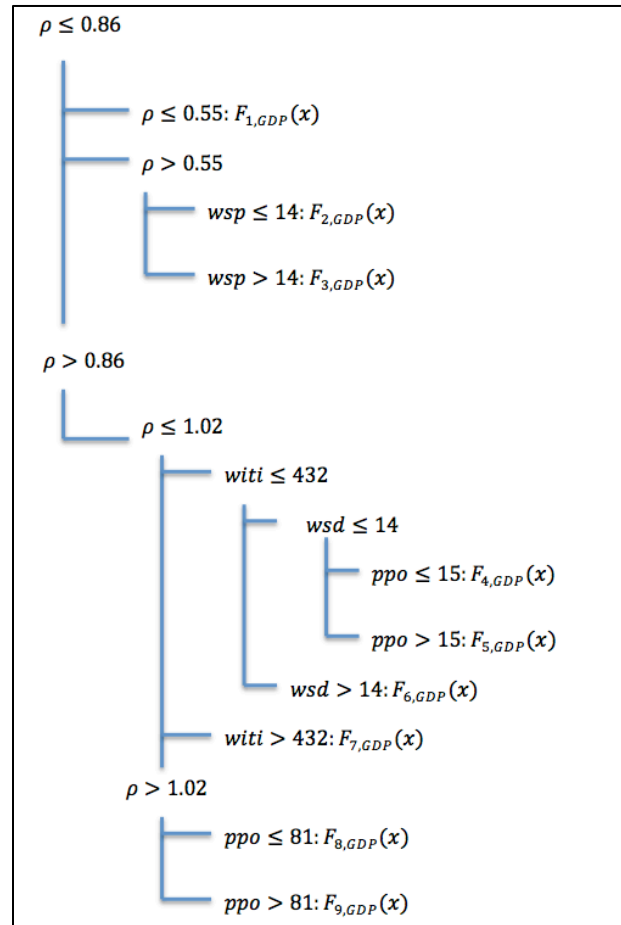 ρ ≤ 0.86
ρ ≤ 0.55: F₁,GDP(x)
ρ > 0.55
wsp ≤ 14: F₂,GDP(x)
wsp > 14: F₃,GDP(x)
ρ > 0.86
ρ ≤ 1.02
witi ≤ 432
wsd ≤ 14
ppo ≤ 15: F₄,GDP(x)
ppo > 15: F₅,GDP(x)
wsd > 14: F₆,GDP(x)
witi > 432: F₇,GDP(x)
ρ > 1.02
ppo ≤ 81: F₈,GDP(x)
ppo > 81: F₉,GDP(x)